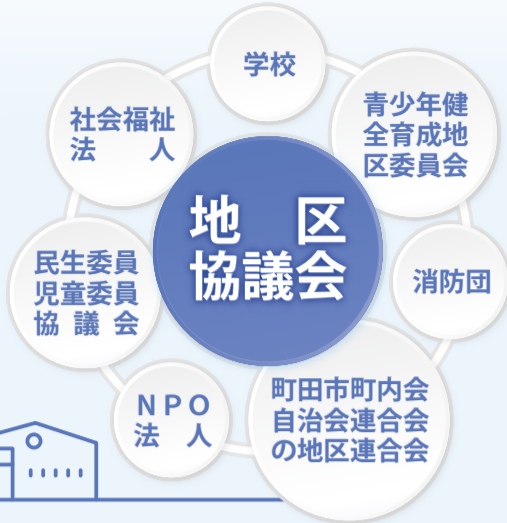 学校
社会福祉
法人
青少年健
全育成地
区委員会
地区
協議会
民生委員
児童委員
協議会
消防団
NPO
法人
町田市町内会
自治会連合会
の地区連合会